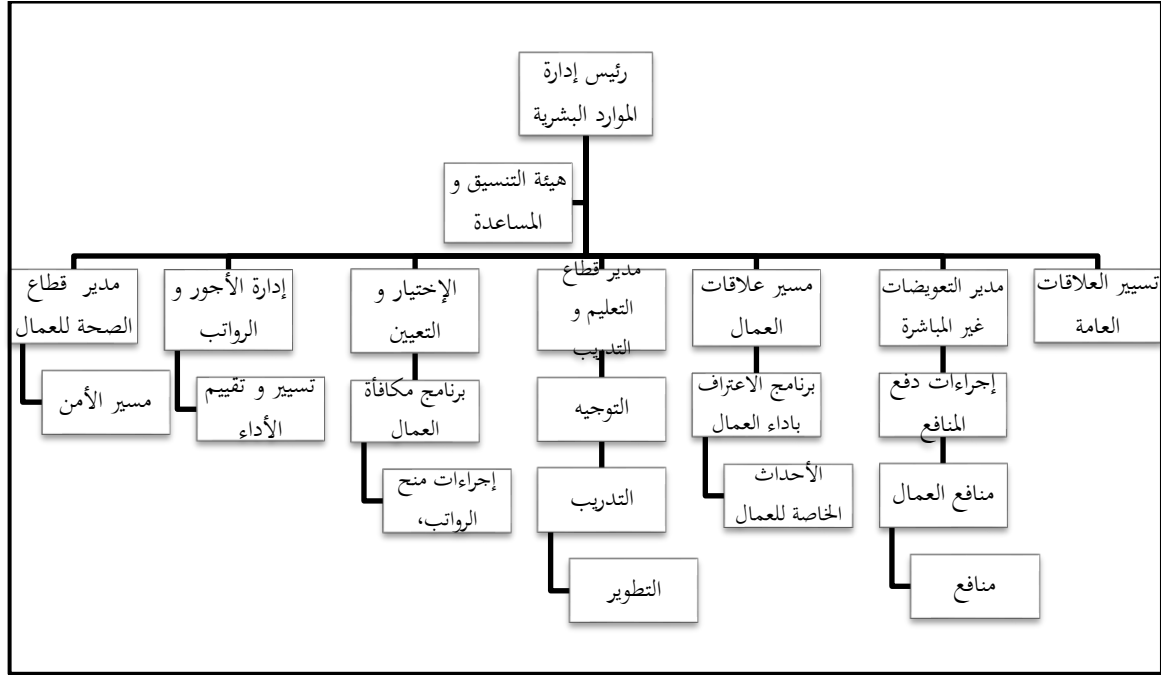 رئيس إدارة
الموارد البشرية
هيئة التنسيق و
المساعدة
تسيير العلاقات
العامة
مدير التعويضات
غير المباشرة
إجراءات دفع
المنافع
منافع العمال
منافع
مسير علاقات
العمال
برنامج الاعتراف
باداء العمال
الأحداث
الخاصة للعمال
مدير قطاع
التعليم و
التدريب
التوجيه
التدريب
التطوير
الإختيار و
التعيين
برنامج مكافأة
العمال
إجراءات منح
الرواتب،
إدارة الأجور و
الرواتب
تسيير و تقييم
الأداء
مدير قطاع
الصحة للعمال
مسير الأمن